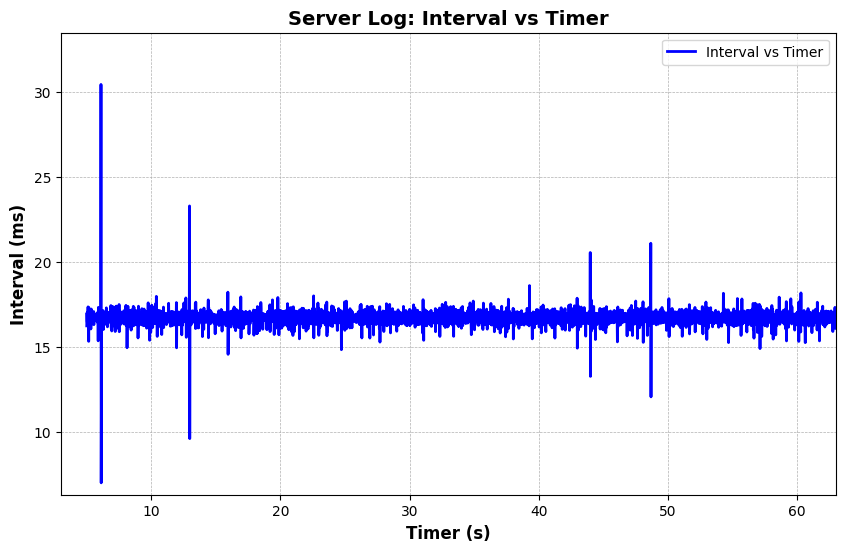 Server Log: Interval vs Timer
Interval vs Timer
30
25
20
15
10
Interval (ms)
10 20 30 40 50 60
Timer (s)